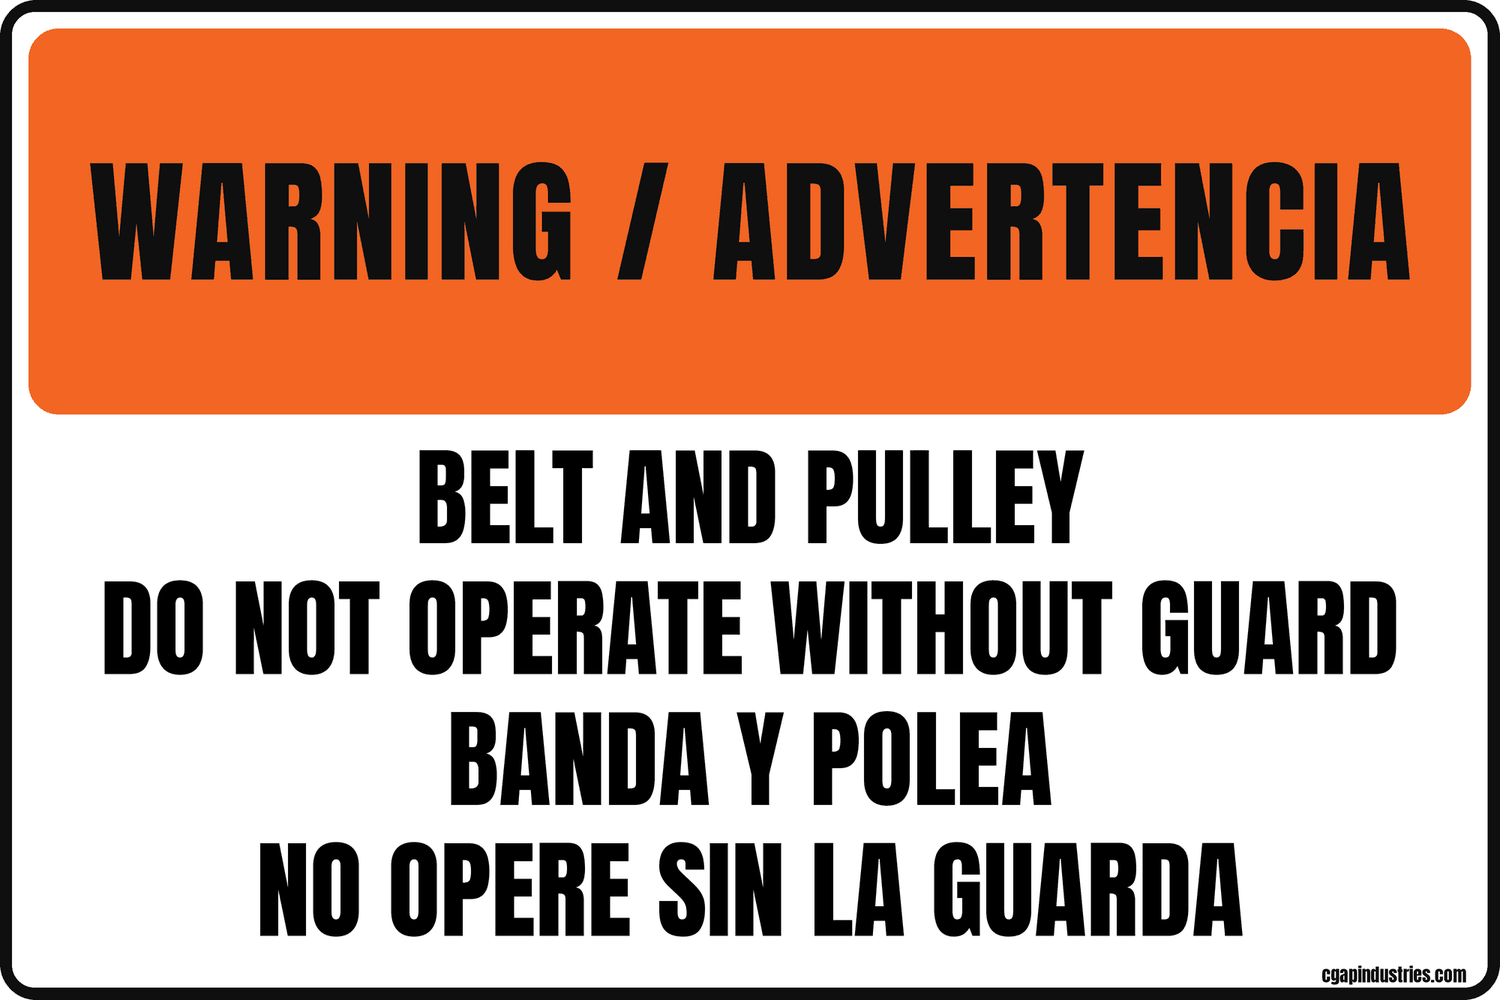 WARNING / ADVERTENCIA
BELT AND PULLEY
DO NOT OPERATE WITHOUT GUARD
BANDA Y POLEA
NO OPERE SIN LA GUARDA
cgapindustries.com